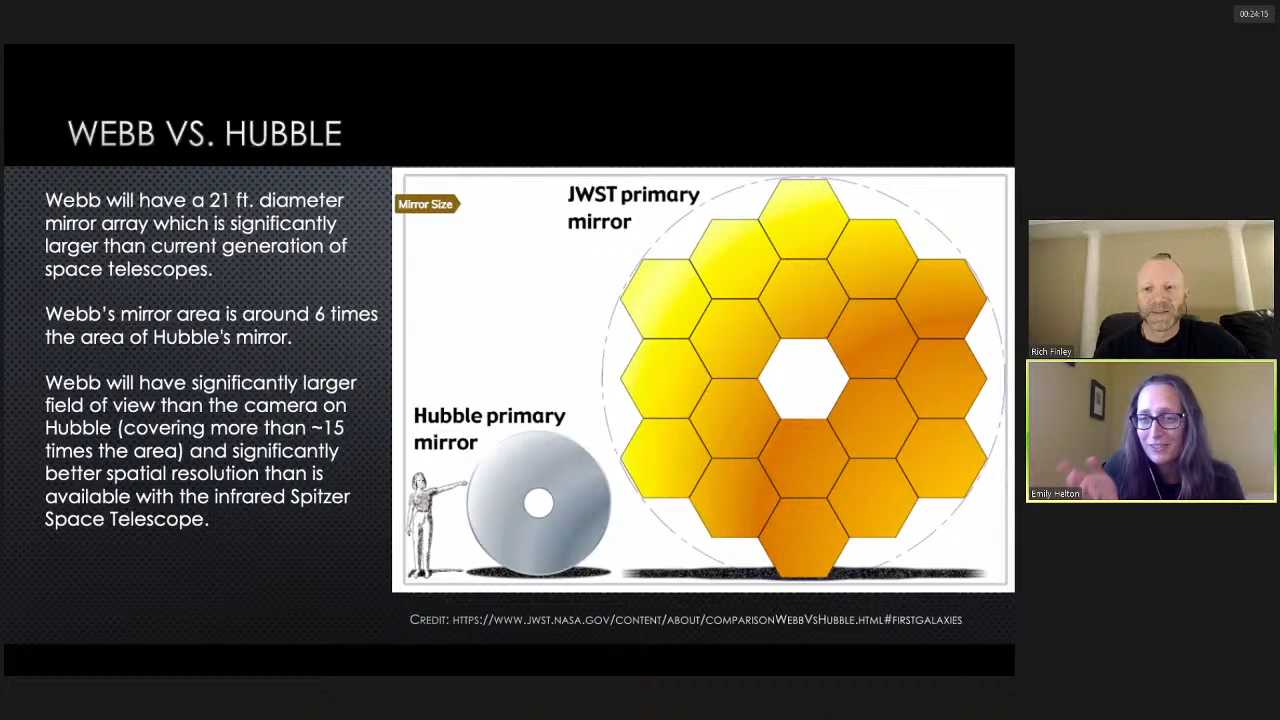 00:24:15
WEBB VS. HUBBLE
Webb will have a 21 ft. diameter
mirror array which is significantly
larger than current generation of
space telescopes.
Webb's mirror area is around 6 times
the area of Hubble's mirror.
Webb will have significantly larger
field of view than the camera on
Hubble (covering more than ~15
times the area) and significantly
better spatial resolution than is
available with the infrared Spitzer
Space Telescope.
Mirror Size
JWST primary
mirror
Hubble primary
mirror
CREDIT: HTTPS://WWW.JWST.NASA.GOV/CONTENT/ABOUT/COMPARISONWEBBVSHUBBLE.HTML#FIRSTGALAXIES
Rich Finley
Emily Helton